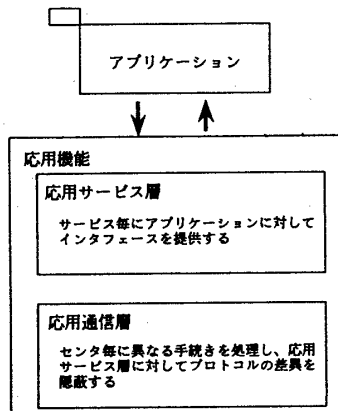 アプリケーション
応用機能
応用サービス層
サービス毎にアプリケーションに対して
インタフェースを提供する
応用通信層
センタ毎に異なる手続きを処理し、応用
サービス層に対してプロトコルの差異を
隠蔽する